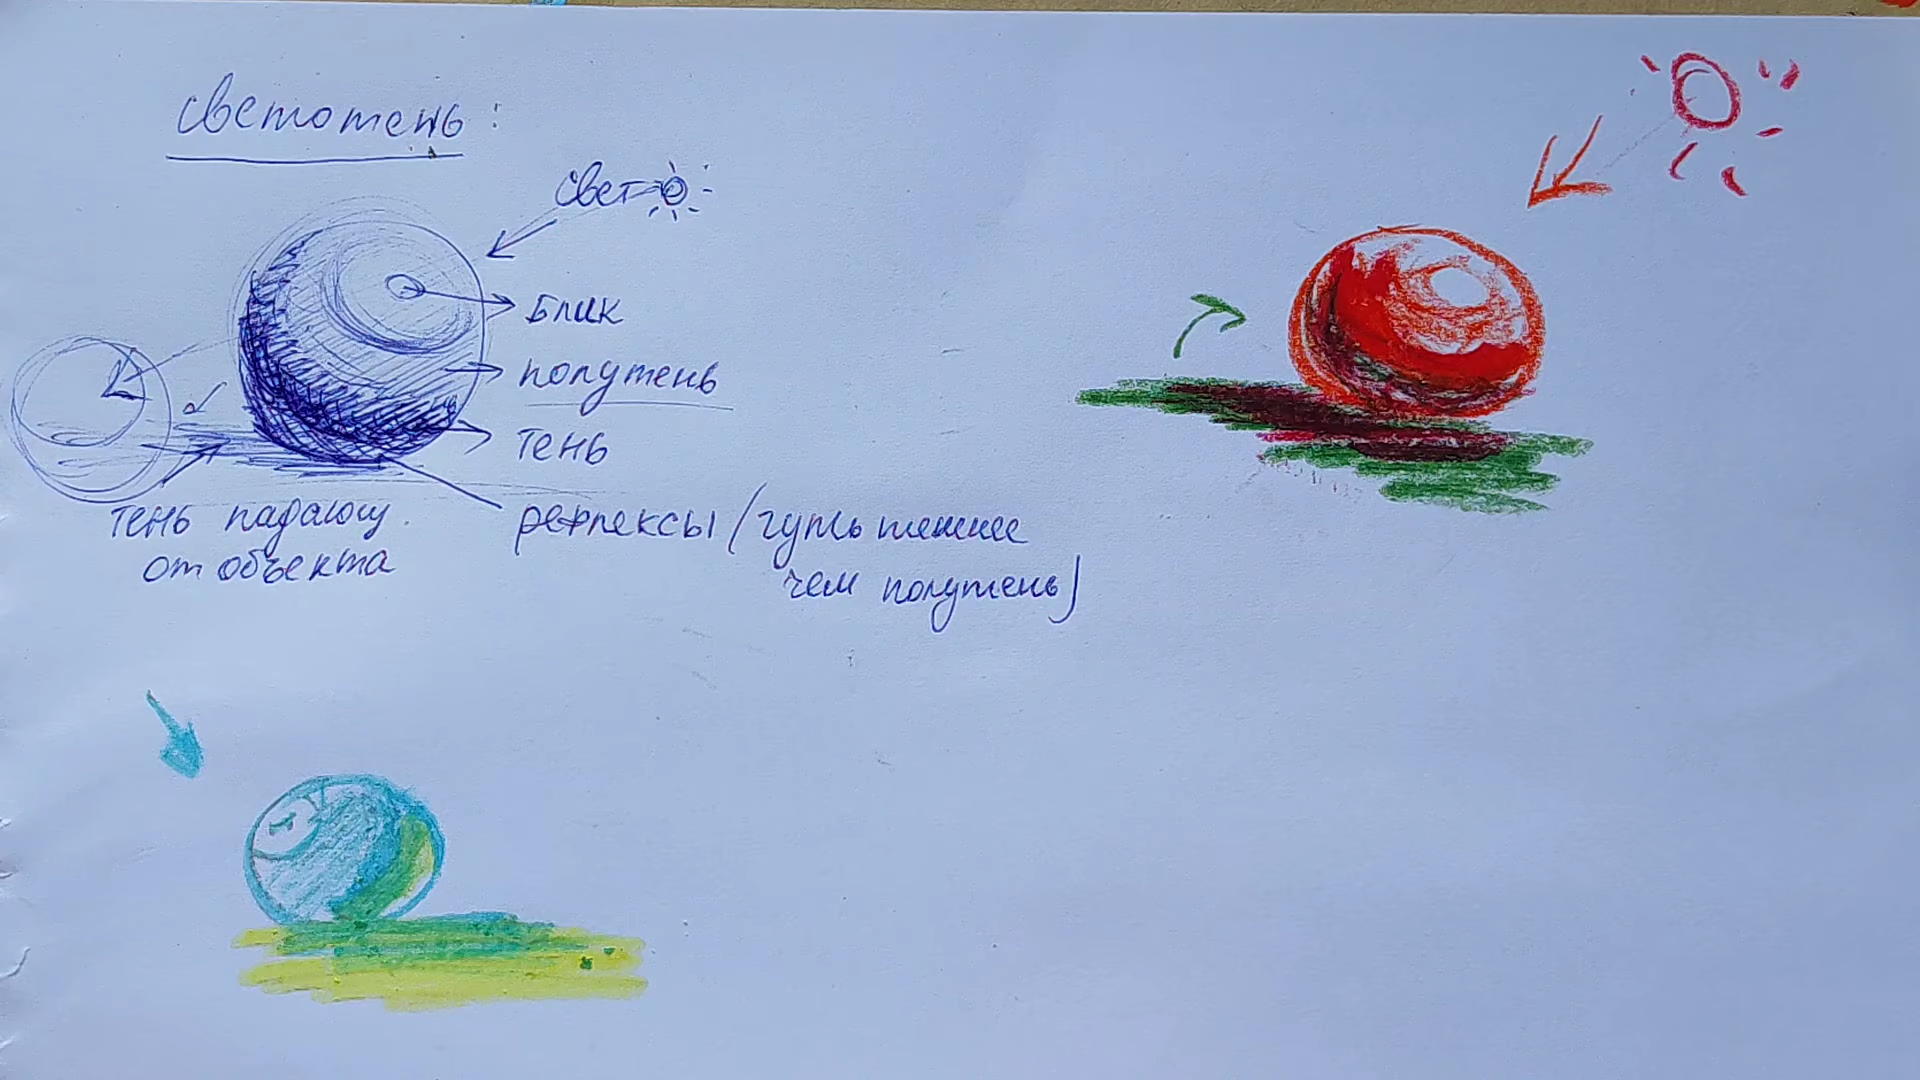 Светотень:
свет
блик
полутень
тень
тень падающ.
от объекта
рефлексы (чуть темнее
чем полутень)